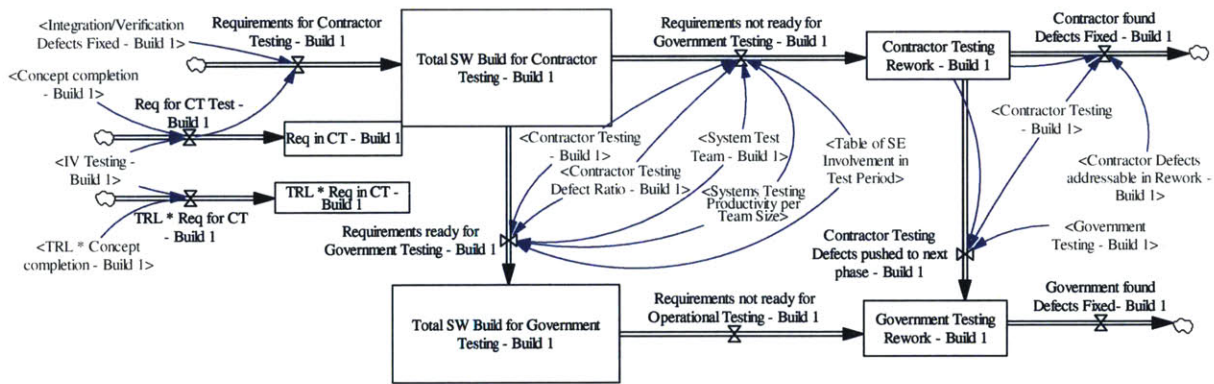 <Integration/Verification
Defects Fixed - Build 1>
Requirements for Contractor
Testing - Build 1
<Concept completion
- Build 1>
Req for CT Test -
Build 1
Req in CT - Build 1
<IV Testing -
Build 1>
TRL * Req in CT -
Build 1
TRL * Req for CT
- Build 1
<TRL * Concept
completion - Build 1>
Total SW Build for Contractor
Testing - Build 1
Requirements not ready for
Government Testing - Build 1
Contractor Testing
Rework - Build 1
Contractor found
Defects Fixed - Build 1
<Contractor Testing
- Build 1>
<Contractor Testing
Defect Ratio - Build 1>
<System Test
Team - Build 1>
<Systems Testing
Productivity per
Team Size>
<Table of SE
Involvement in
Test Period>
<Contractor Testing
- Build 1>
<Contractor Defects
addressable in Rework -
Build 1>
Requirements ready for
Government Testing - Build 1
Contractor Testing
Defects pushed to next
phase - Build 1
<Government
Testing - Build 1>
Total SW Build for Government
Testing - Build 1
Requirements not ready for
Operational Testing - Build 1
Government Testing
Rework - Build 1
Government found
Defects Fixed- Build 1